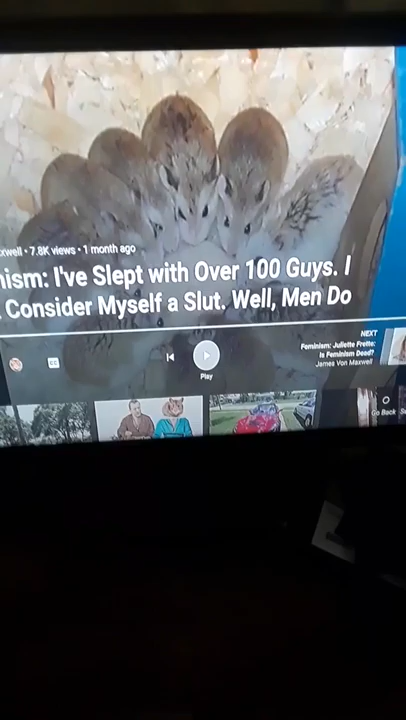 xwell • 7.8K views • 1 month ago
nism: I've Slept with Over 100 Guys. I
Consider Myself a Slut. Well, Men Do
CC
Play
NEXT
Feminism: Juliette Frette:
Is Feminism Dead?
James Von Maxwell
Go Back